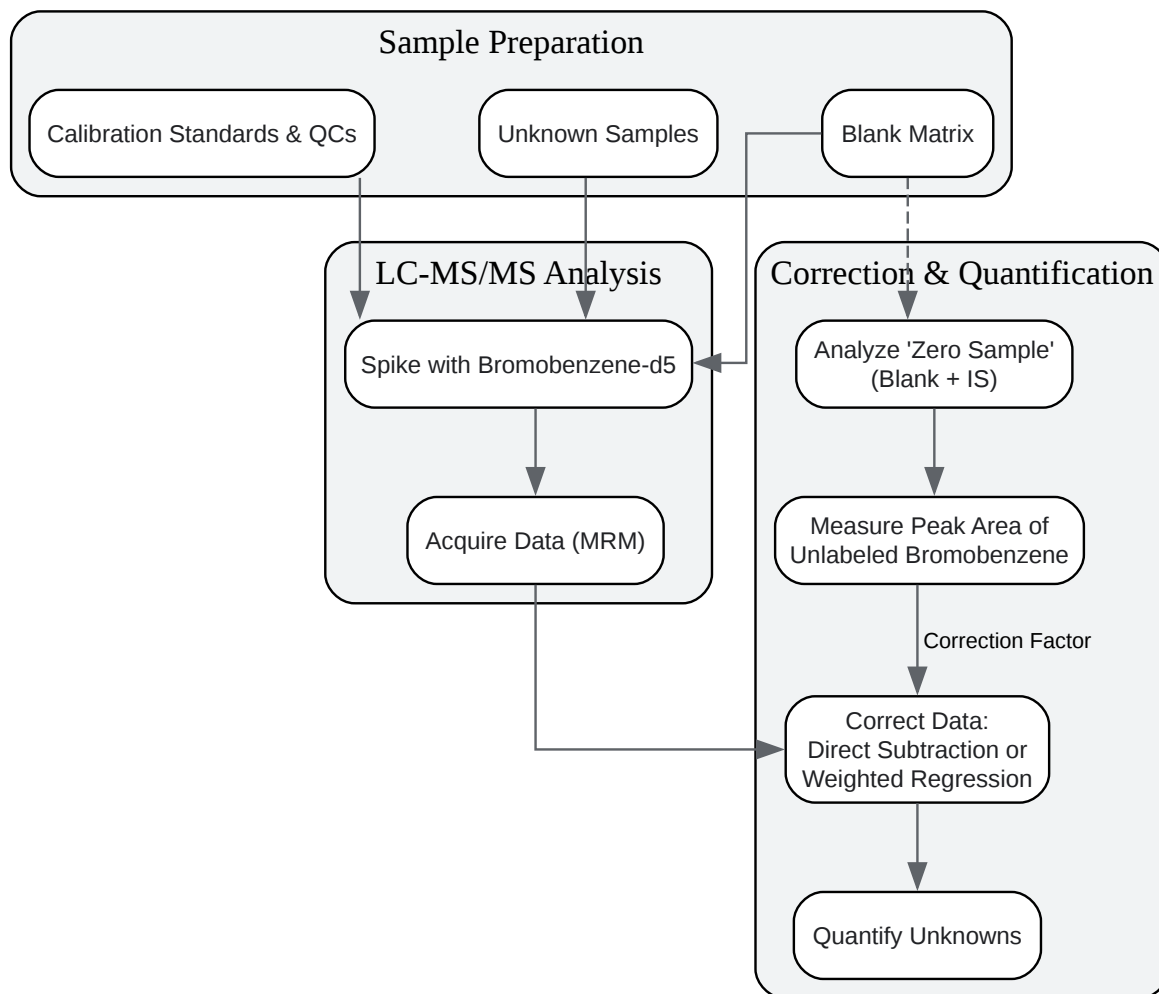 Sample Preparation
Calibration Standards & QCs
Unknown Samples
Blank Matrix
LC-MS/MS Analysis
Correction & Quantification
Spike with Bromobenzene-d5
Analyze 'Zero Sample'
(Blank + IS)
Acquire Data (MRM)
Measure Peak Area of
Unlabeled Bromobenzene
Correction Factor
Correct Data:
Direct Subtraction or
Weighted Regression
Quantify Unknowns